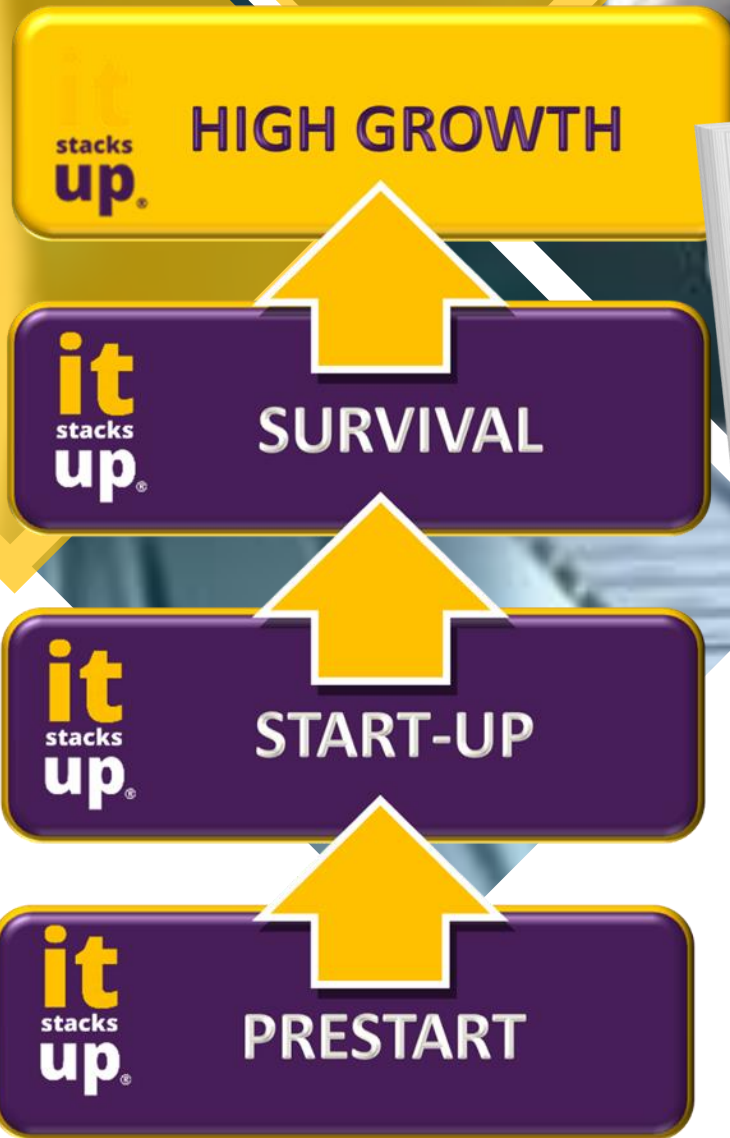 it
stacks
up.®
HIGH GROWTH
it
stacks
up.®
SURVIVAL
it
stacks
up.®
START-UP
it
stacks
up.®
PRESTART